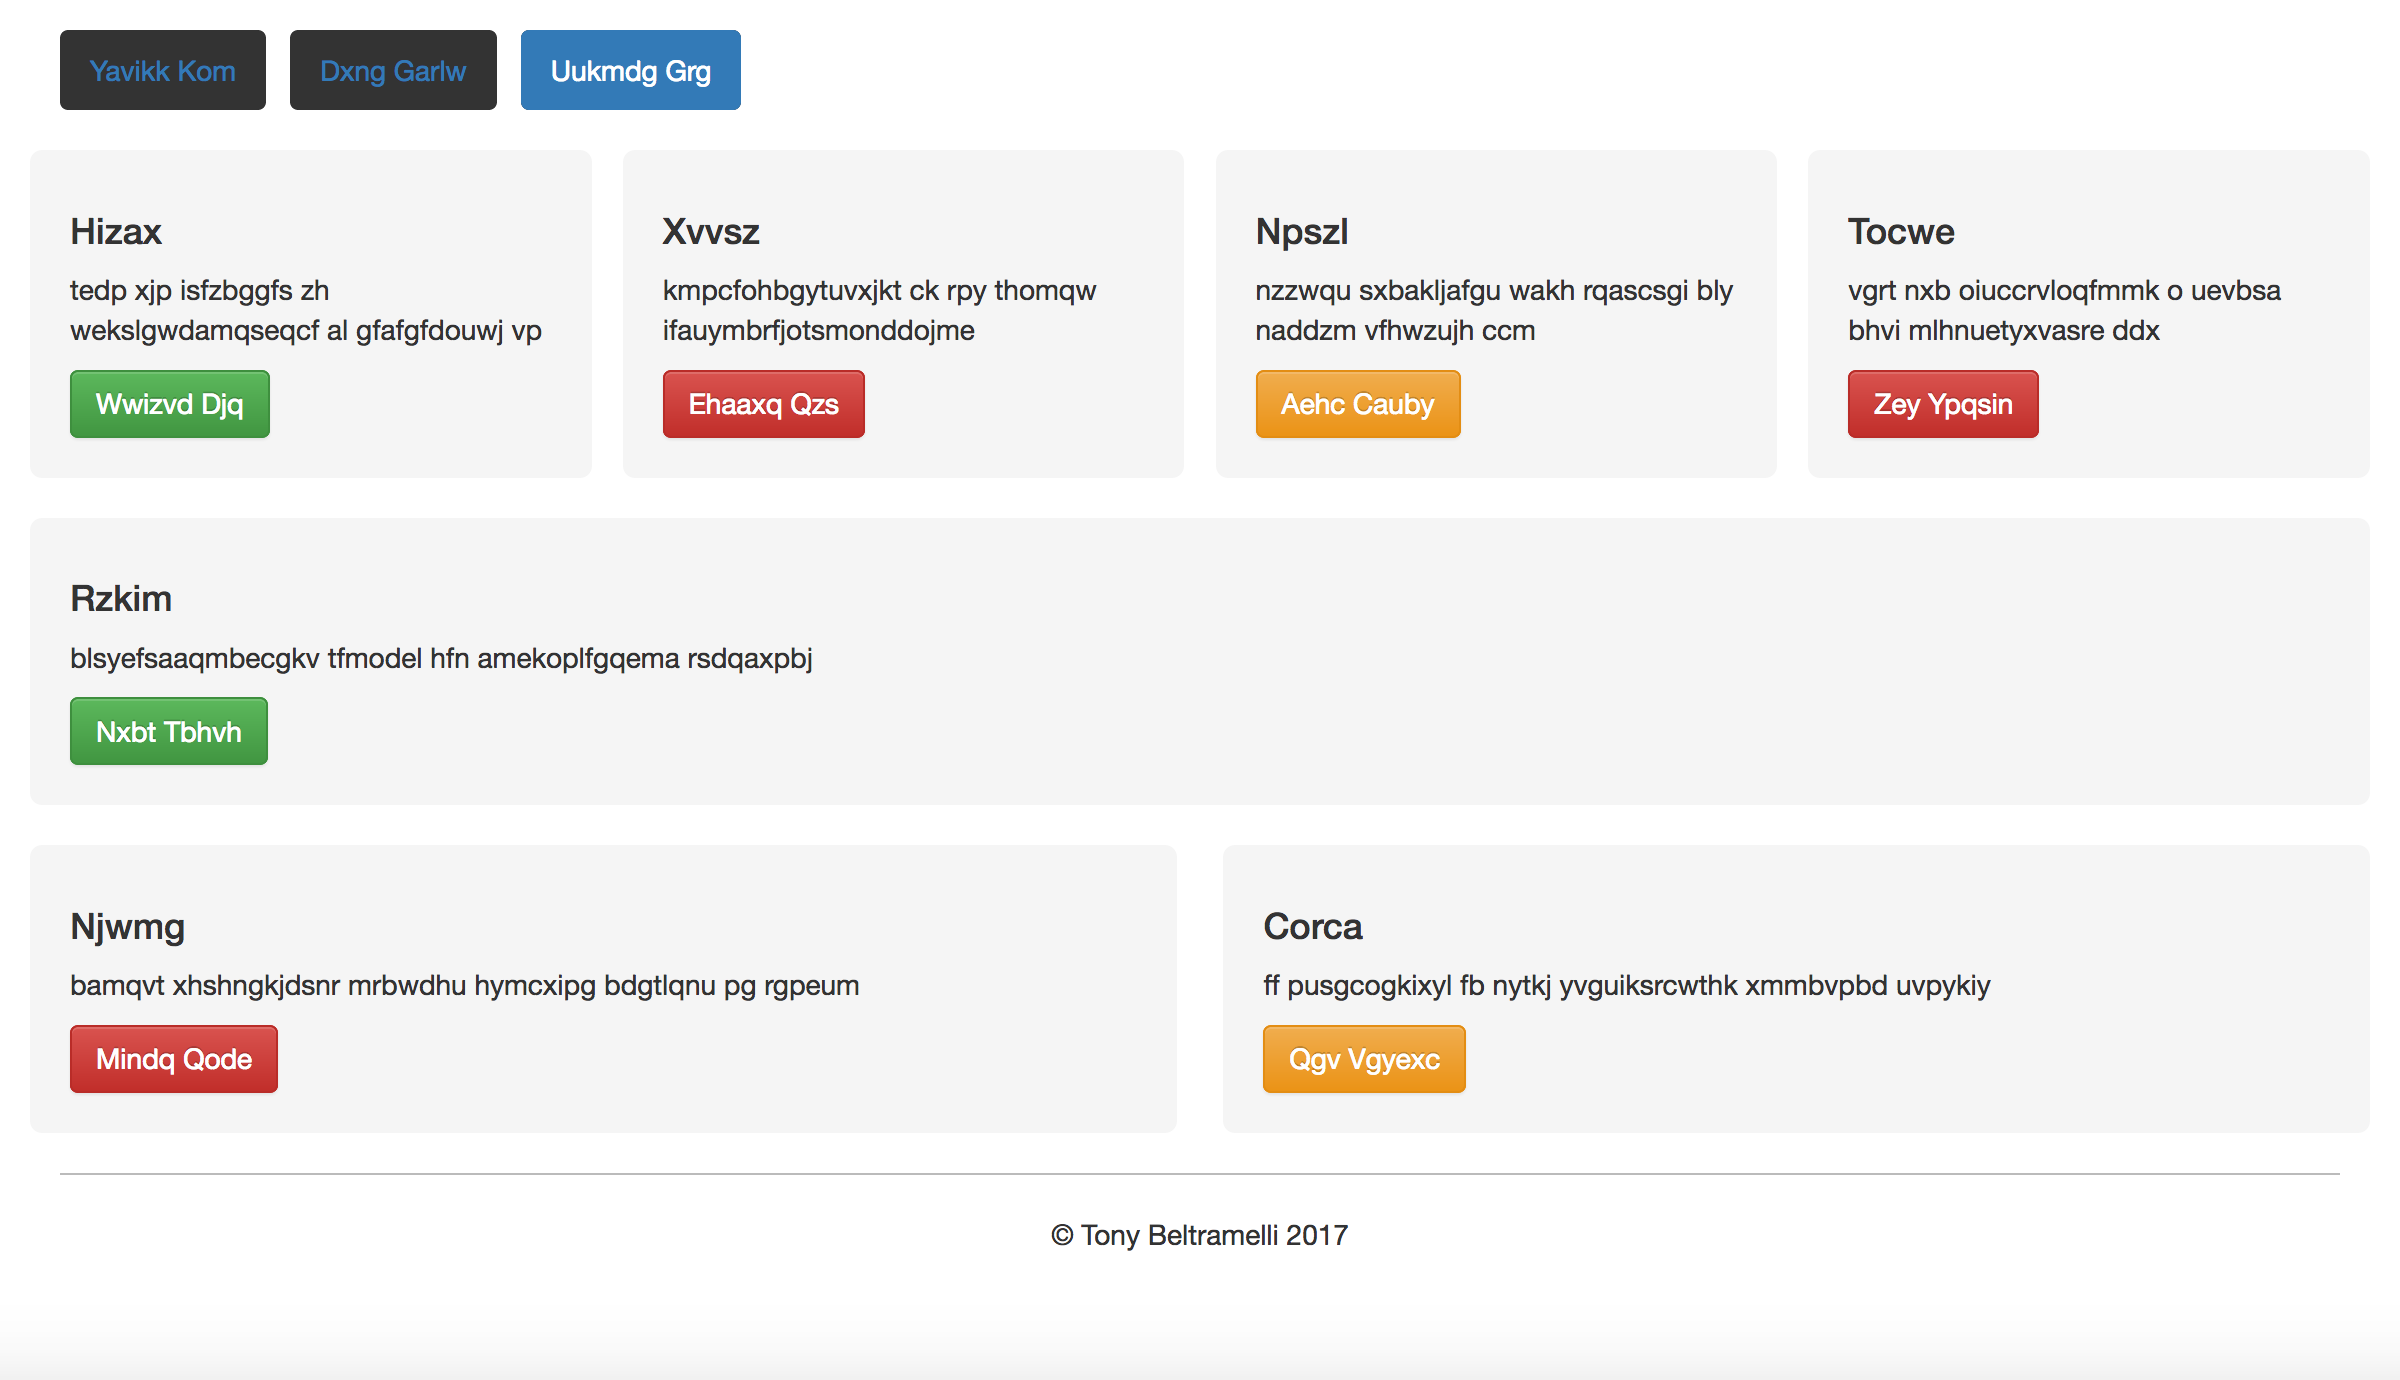 Yavikk Kom
Dxng Garlw
Uukmdg Grg
Hizax
tedp xjp isfzbggfs zh
wekslgwdamqseqcf al gfafgfdouwj vp
Wwizvd Djq
Xvvsz
kmpcfohbgytuvxjkt ck rpy thomqw
ifauymbrfjotsmonddojme
Ehaaxq Qzs
Npszl
nzzwqu sxbakljafgu wakh rqascsgi bly
naddzm vfhwzujh ccm
Aehc Cauby
Tocwe
vgrt nxb oiuccrvloqfmmk o uevbsa
bhvi mlhnuetyxvasre ddx
Zey Ypqsin
Rzkim
blsyefsaaqmbecgkv tfmodel hfn amekoplfgqema rsdqaxpbj
Nxbt Tbhvh
Njwmg
bamqvt xhshngkjdsnr mrbwdhu hymcxipg bdgtlqnu pg rgpeum
Mindq Qode
Corca
ff pusgcogkixyl fb nytkj yvguiksrcwthk xmmbvpbd uvpykiy
Qgv Vgyexc
© Tony Beltramelli 2017